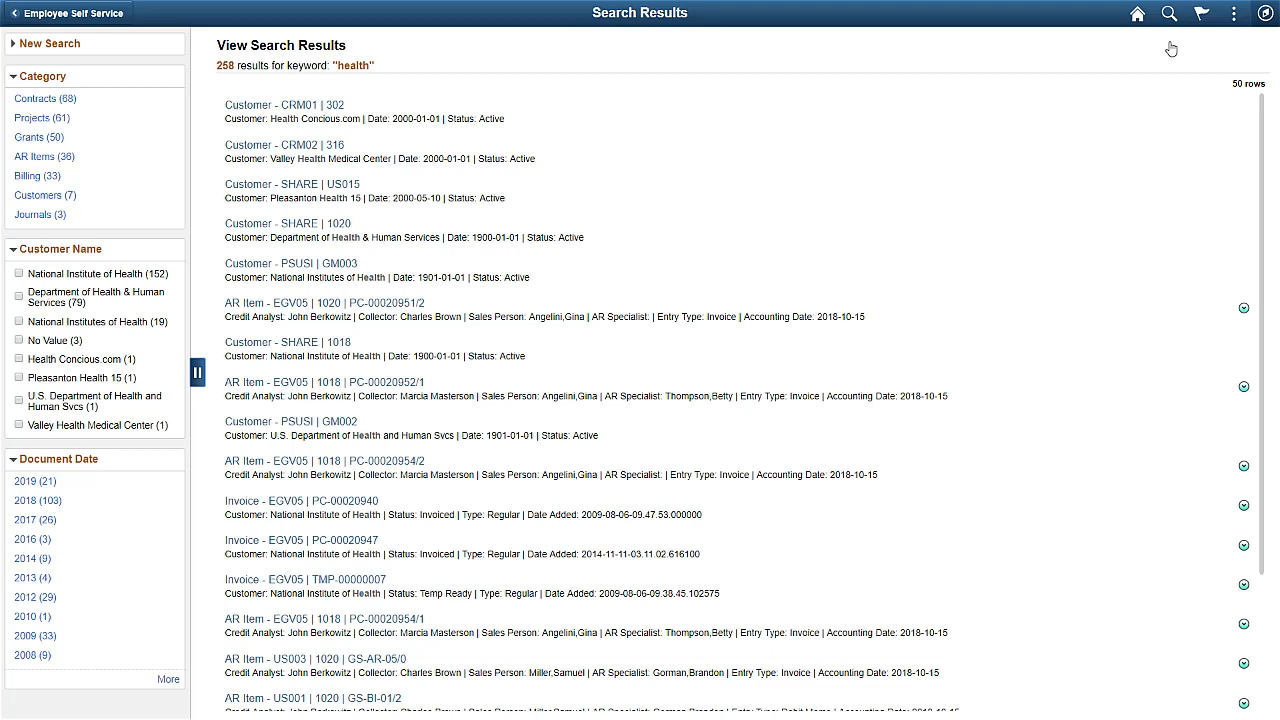 Employee Self Service
Search Results
New Search
Category
Contracts (68)
Projects (61)
Grants (50)
AR Items (36)
Billing (33)
Customers (7)
Journals (3)
Customer Name
National Institute of Health (152)
Department of Health & Human
Services (79)
National Institutes of Health (19)
No Value (3)
Health Concious.com (1)
Pleasanton Health 15 (1)
U.S. Department of Health and
Human Svcs (1)
Valley Health Medical Center (1)
Document Date
2019 (21)
2018 (103)
2017 (26)
2016 (3)
2014 (9)
2013 (4)
2012 (29)
2010 (1)
2009 (33)
2008 (9)
More
View Search Results
258 results for keyword: "health"
50 rows
Customer - CRM01 | 302
Customer: Health Concious.com | Date: 2000-01-01 | Status: Active
Customer - CRM02 | 316
Customer: Valley Health Medical Center | Date: 2000-01-01 | Status: Active
Customer - SHARE | US015
Customer: Pleasanton Health 15 | Date: 2000-05-10 | Status: Active
Customer - SHARE | 1020
Customer: Department of Health & Human Services | Date: 1900-01-01 | Status: Active
Customer - PSUSI | GM003
Customer: National Institutes of Health | Date: 1901-01-01 | Status: Active
AR Item - EGV05 | 1020 | PC-00020951/2
Credit Analyst: John Berkowitz | Collector: Charles Brown | Sales Person: Angelini,Gina | AR Specialist: | Entry Type: Invoice | Accounting Date: 2018-10-15
Customer - SHARE | 1018
Customer: National Institute of Health | Date: 1900-01-01 | Status: Active
AR Item - EGV05 | 1018 | PC-00020952/1
Credit Analyst: John Berkowitz | Collector: Marcia Masterson | Sales Person: Angelini,Gina | AR Specialist: Thompson,Betty | Entry Type: Invoice | Accounting Date: 2018-10-15
Customer - PSUSI | GM002
Customer: U.S. Department of Health and Human Svcs | Date: 1901-01-01 | Status: Active
AR Item - EGV05 | 1018 | PC-00020954/2
Credit Analyst: John Berkowitz | Collector: Marcia Masterson | Sales Person: Angelini,Gina | AR Specialist: | Entry Type: Invoice | Accounting Date: 2018-10-15
Invoice - EGV05 | PC-00020940
Customer: National Institute of Health | Status: Invoiced | Type: Regular | Date Added: 2009-08-06-09.47.53.000000
Invoice - EGV05 | PC-00020947
Customer: National Institute of Health | Status: Invoiced | Type: Regular | Date Added: 2014-11-11-03.11.02.616100
Invoice - EGV05 | TMP-00000007
Customer: National Institute of Health | Status: Temp Ready | Type: Regular | Date Added: 2009-08-06-09.38.45.102575
AR Item - EGV05 | 1018 | PC-00020954/1
Credit Analyst: John Berkowitz | Collector: Marcia Masterson | Sales Person: Angelini,Gina | AR Specialist: Thompson,Betty | Entry Type: Invoice | Accounting Date: 2018-10-15
AR Item - US003 | 1020 | GS-AR-05/0
Credit Analyst: John Berkowitz | Collector: Charles Brown | Sales Person: Miller,Samuel | AR Specialist: Gorman,Brandon | Entry Type: Invoice | Accounting Date: 2018-10-15
AR Item - US001 | 1020 | GS-BI-01/2